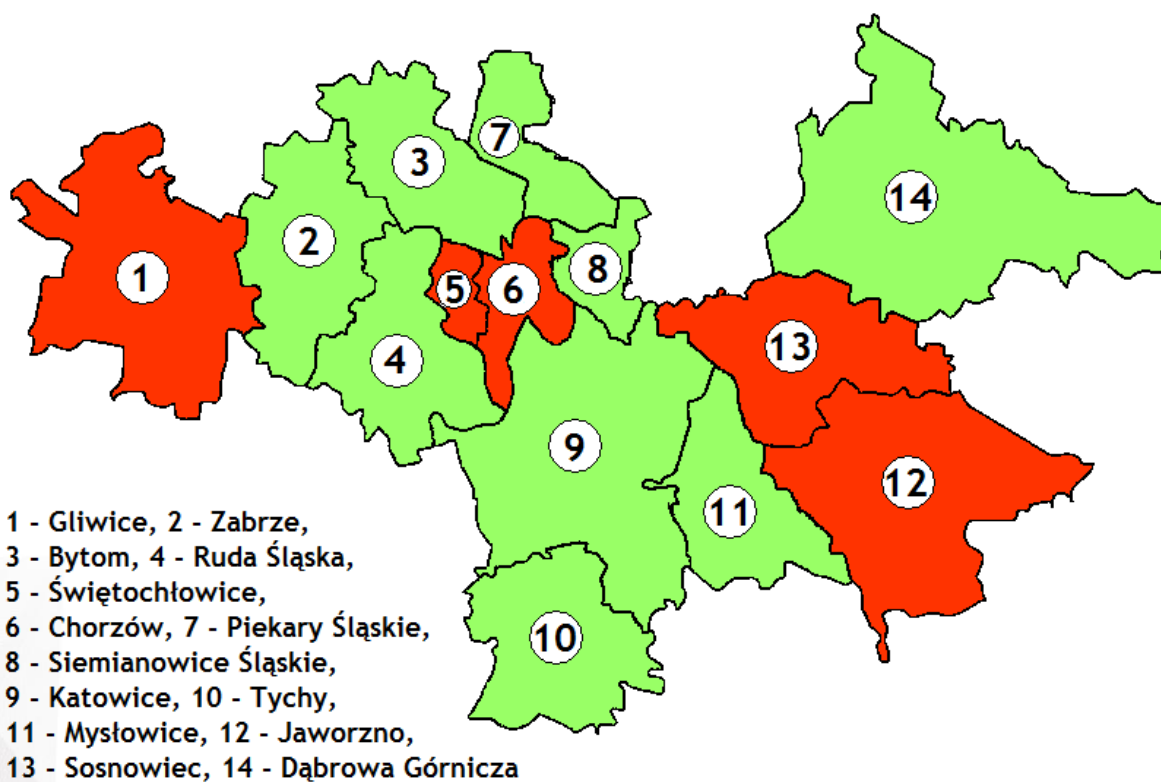 7
3
14
2
8
1
5
6
13
4
9
12
11
10
1 - Gliwice, 2 - Zabrze,
3 - Bytom, 4 - Ruda Śląska,
5 - Świętochłowice,
6 - Chorzów, 7 - Piekary Śląskie,
8 - Siemianowice Śląskie,
9 - Katowice, 10 - Tychy,
11 - Mysłowice, 12 - Jaworzno,
13 - Sosnowiec, 14 - Dąbrowa Górnicza